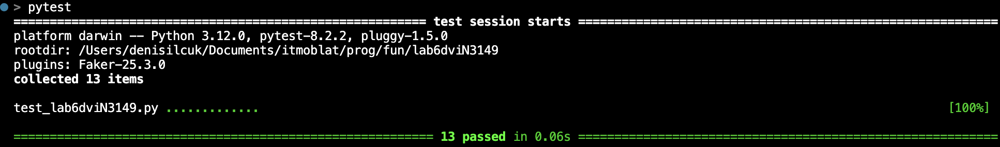 > pytest
========================================================= test session starts ==========================================================
platform darwin -- Python 3.12.0, pytest-8.2.2, pluggy-1.5.0
rootdir: /Users/denisilcuk/Documents/itmoblat/prog/fun/lab6dviN3149
plugins: Faker-25.3.0
collected 13 items
test_lab6dviN3149.py ............. [100%]
========================================================== 13 passed in 0.06s ==========================================================